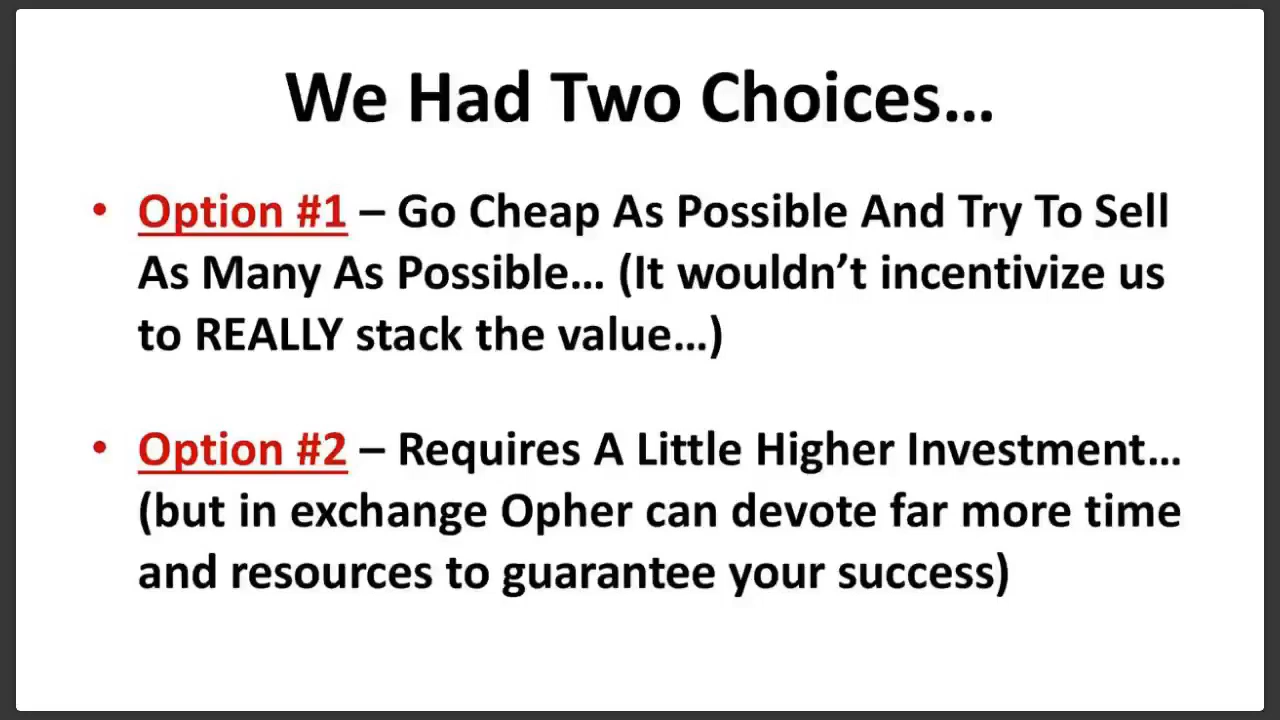 We Had Two Choices...
• Option #1 – Go Cheap As Possible And Try To Sell
As Many As Possible... (It wouldn’t incentivize us
to REALLY stack the value...)
• Option #2 – Requires A Little Higher Investment...
(but in exchange Opher can devote far more time
and resources to guarantee your success)